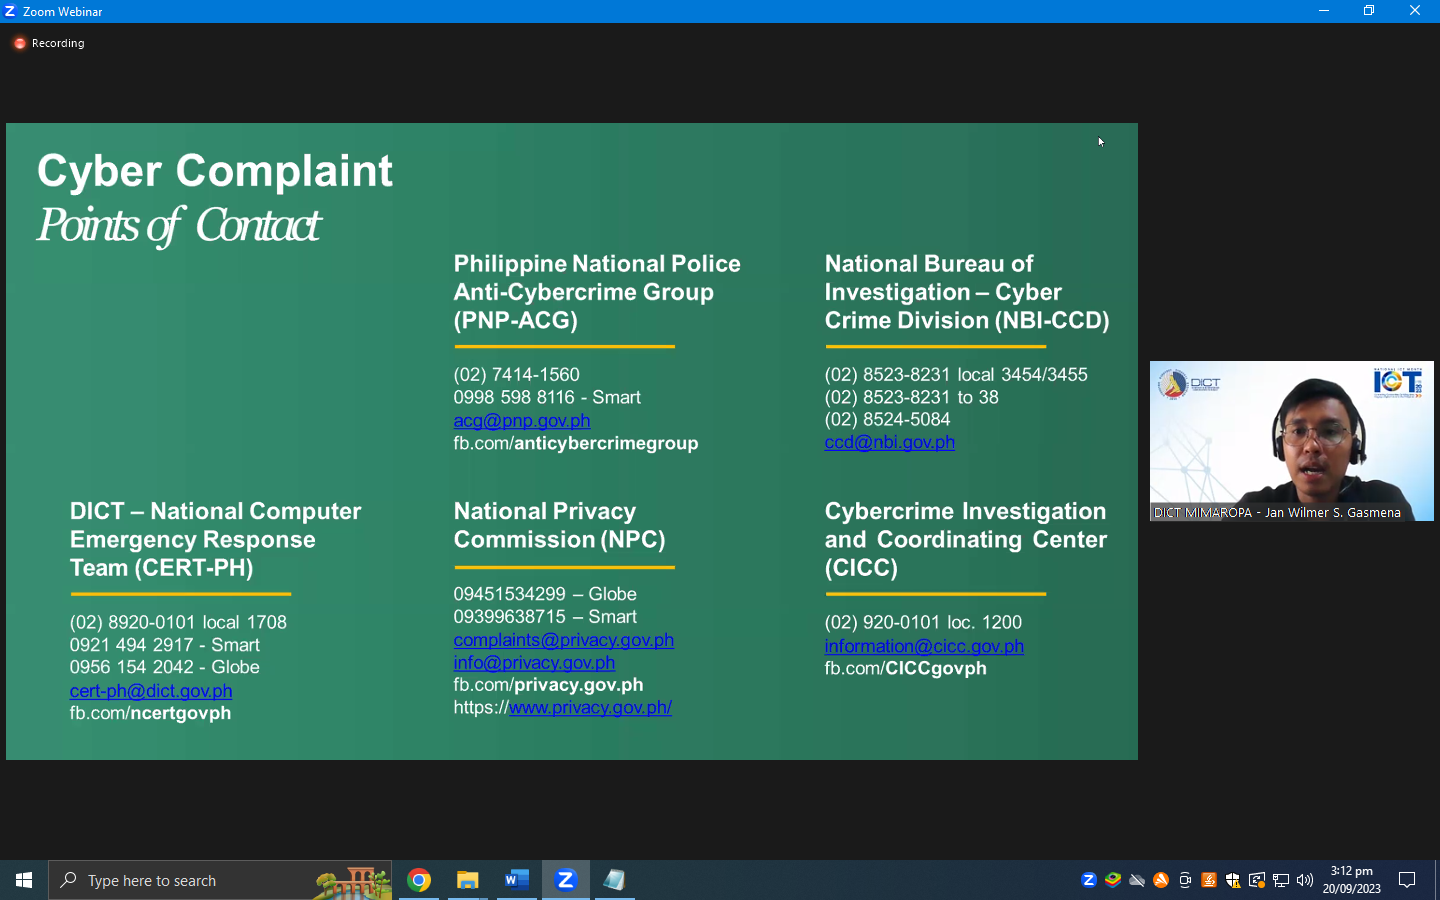 Zoom Webinar
Recording
Cyber Complaint
Points of Contact
Philippine National Police
Anti-Cybercrime Group
(PNP-ACG)
(02) 7414-1560
0998 598 8116 - Smart
acg@pnp.gov.ph
fb.com/anticybercrimegroup
National Bureau of
Investigation – Cyber
Crime Division (NBI-CCD)
(02) 8523-8231 local 3454/3455
(02) 8523-8231 to 38
(02) 8524-5084
ccd@nbi.gov.ph
DICT – National Computer
Emergency Response
Team (CERT-PH)
(02) 8920-0101 local 1708
0921 494 2917 - Smart
0956 154 2042 - Globe
cert-ph@dict.gov.ph
fb.com/ncertgovph
National Privacy
Commission (NPC)
09451534299 – Globe
09399638715 – Smart
complaints@privacy.gov.ph
info@privacy.gov.ph
fb.com/privacy.gov.ph
https://www.privacy.gov.ph/
Cybercrime Investigation
and Coordinating Center
(CICC)
(02) 920-0101 loc. 1200
information@cicc.gov.ph
fb.com/CICCgovph
DICT
NATIONAL ICT MONTH
ICT
DICT MIMAROPA - Jan Wilmer S. Gasmena
Type here to search
3:12 pm
20/09/2023